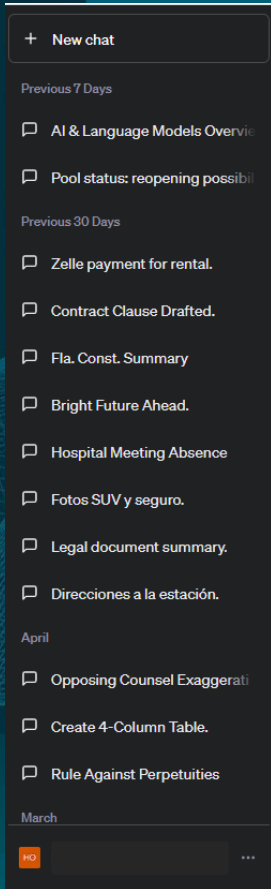 New chat
Previous 7 Days
AI & Language Models Overvie
Pool status: reopening possibil
Previous 30 Days
Zelle payment for rental.
Contract Clause Drafted.
Fla. Const. Summary
Bright Future Ahead.
Hospital Meeting Absence
Fotos SUV y seguro.
Legal document summary.
Direcciones a la estación.
April
Opposing Counsel Exaggerati
Create 4-Column Table.
Rule Against Perpetuities
March
HO